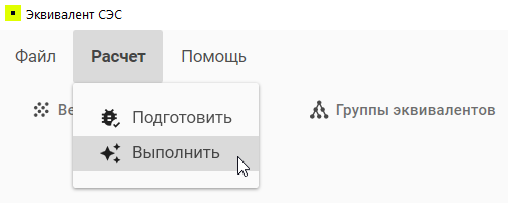 Эквивалент СЭС
Файл Расчет Помощь
Подготовить
Выполнить
Группы эквивалентов